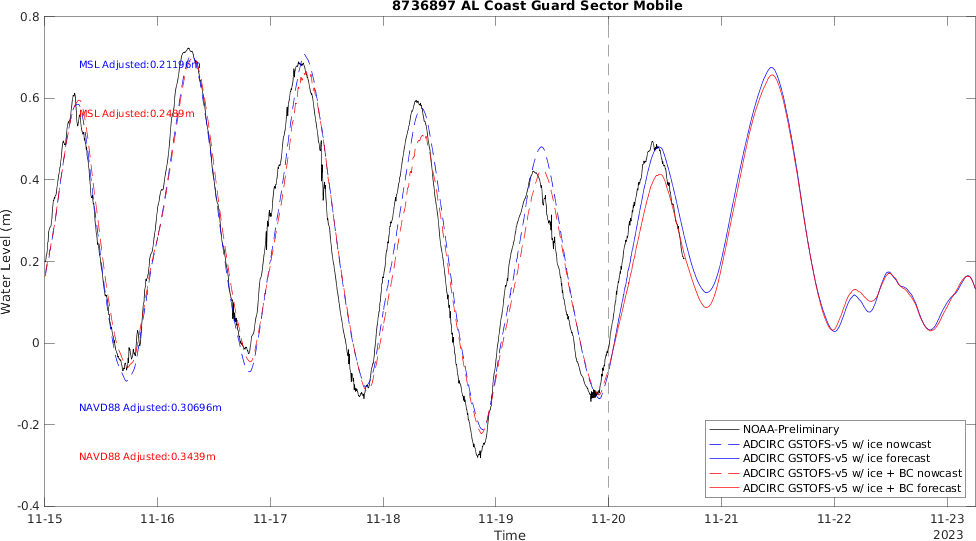 8736897 AL Coast Guard Sector Mobile
0.8
0.6
0.4
0.2
0
-0.2
-0.4
Water Level (m)
MSL Adjusted:0.21196m
MSL Adjusted:0.2489m
NAVD88 Adjusted:0.30696m
NAVD88 Adjusted:0.3439m
NOAA-Preliminary
ADCIRC GSTOFS-v5 w/ ice nowcast
ADCIRC GSTOFS-v5 w/ ice forecast
ADCIRC GSTOFS-v5 w/ ice + BC nowcast
ADCIRC GSTOFS-v5 w/ ice + BC forecast
11-15 11-16 11-17 11-18 11-19 11-20 11-21 11-22 11-23
Time
2023